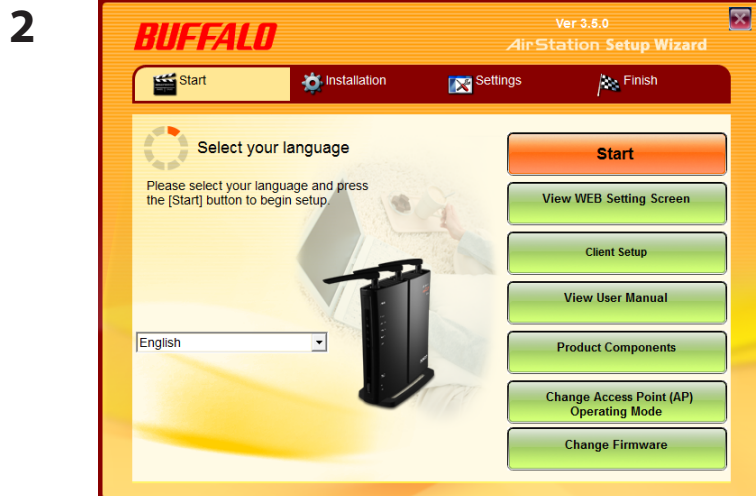 2
BUFFALO
Ver 3.5.0
AirStation Setup Wizard
Start
Installation
Settings
Finish
Select your language
Please select your language and press
the [Start] button to begin setup.
English
Start
View WEB Setting Screen
Client Setup
View User Manual
Product Components
Change Access Point (AP)
Operating Mode
Change Firmware